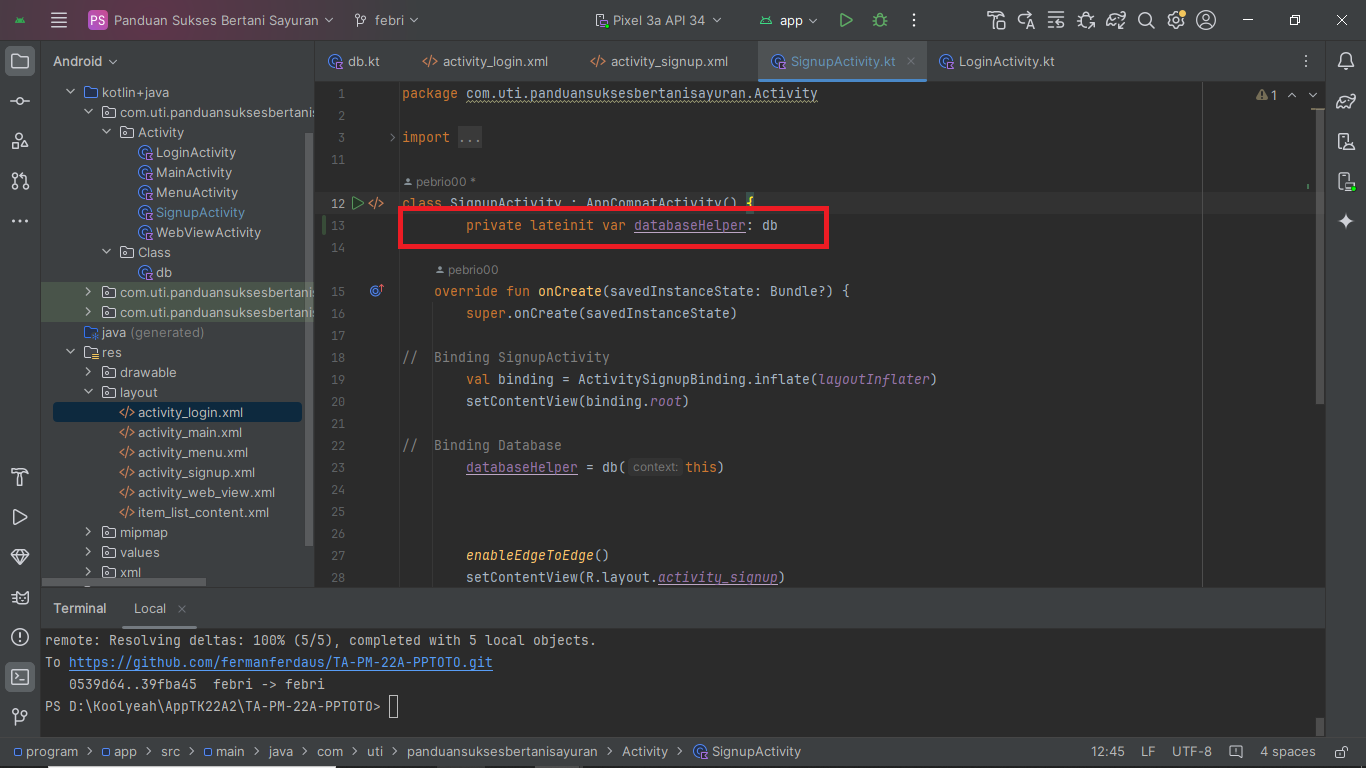 PS Panduan Sukses Bertani Sayuran febri Pixel 3a API 34 app
Android
kotlin+java
com.uti.panduansuksesbertani
Activity
LoginActivity
MainActivity
MenuActivity
SignupActivity
WebViewActivity
Class
db
com.uti.panduansuksesbertanis
com.uti.panduansuksesbertanis
java (generated)
res
drawable
layout
activity_login.xml
activity_main.xml
activity_menu.xml
activity_signup.xml
activity_web_view.xml
item_list_content.xml
mipmap
values
xml
db.kt activity_login.xml activity_signup.xml SignupActivity.kt LoginActivity.kt
1 package com.uti.panduansuksesbertanisayuran.Activity 1
2
3 import ...
11
pebrio00 *
12 class SignupActivity : AppCompatActivity() {
13 private lateinit var databaseHelper: db
14
pebrio00
15 override fun onCreate(savedInstanceState: Bundle?) {
16 super.onCreate(savedInstanceState)
17
18 // Binding SignupActivity
19 val binding = ActivitySignupBinding.inflate(layoutInflater)
20 setContentView(binding.root)
21
22 // Binding Database
23 databaseHelper = db( context: this)
24
25
26
27 enableEdgeToEdge()
28 setContentView(R.layout.activity_signup)
Terminal Local
remote: Resolving deltas: 100% (5/5), completed with 5 local objects.
To https://github.com/fermanferdaus/TA-PM-22A-PPTOTO.git
0539d64..39fba45 febri -> febri
PS D:\Koolyeah\AppTK22A2\TA-PM-22A-PPTOTO>
program > app > src > main > java > com > uti > panduansuksesbertanisayuran > Activity > SignupActivity 12:45 LF UTF-8 4 spaces